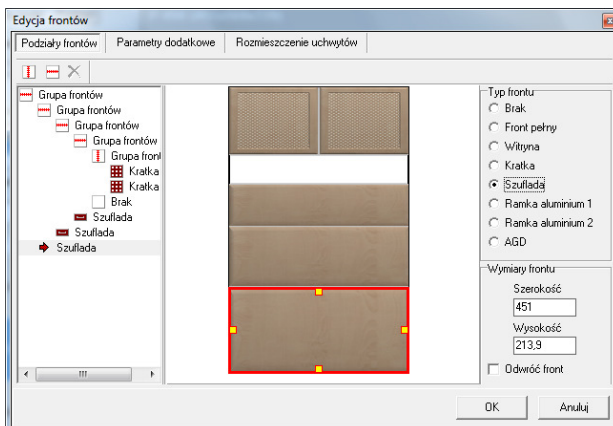 Edycja frontów
Podziały frontów
Parametry dodatkowe
Rozmieszczenie uchwytów
Grupa frontów
Grupa frontów
Grupa frontów
Grupa frontów
Grupa front
Kratka
Kratka
Brak
Szuflada
Szuflada
Szuflada
Typ frontu
Brak
Front pełny
Witryna
Kratka
Szuflada
Ramka aluminium 1
Ramka aluminium 2
AGD
Wymiary frontu
Szerokość
451
Wysokość
213,9
Odwróć front
OK
Anuluj